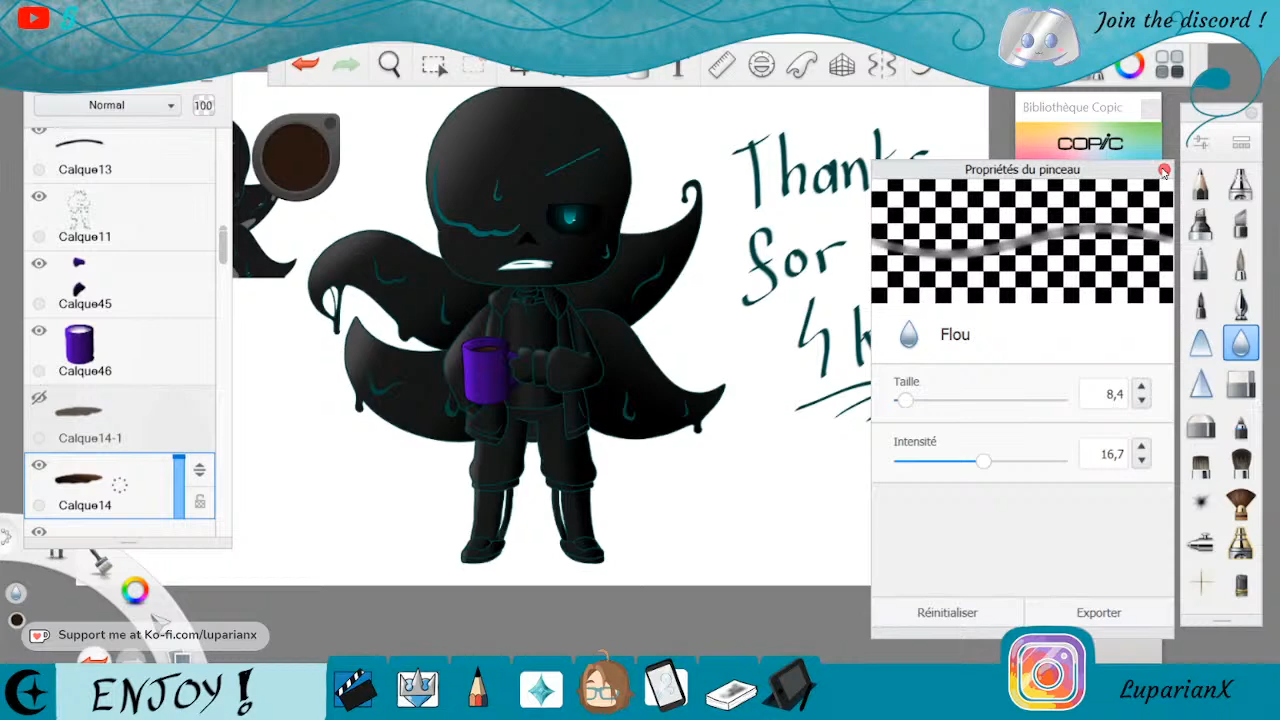 Join the discord !
Normal
100
T
Bibliothèque Copic
COPIC
Calque13
Propriétés du pinceau
Calque11
Calque45
Calque46
Calque14-1
Calque14
Thank
for
Flou
Taille
8,4
Intensité
16,7
Réinitialiser
Exporter
Support me at Ko-fi.com/luparianx
ENJOY !
LuparianX